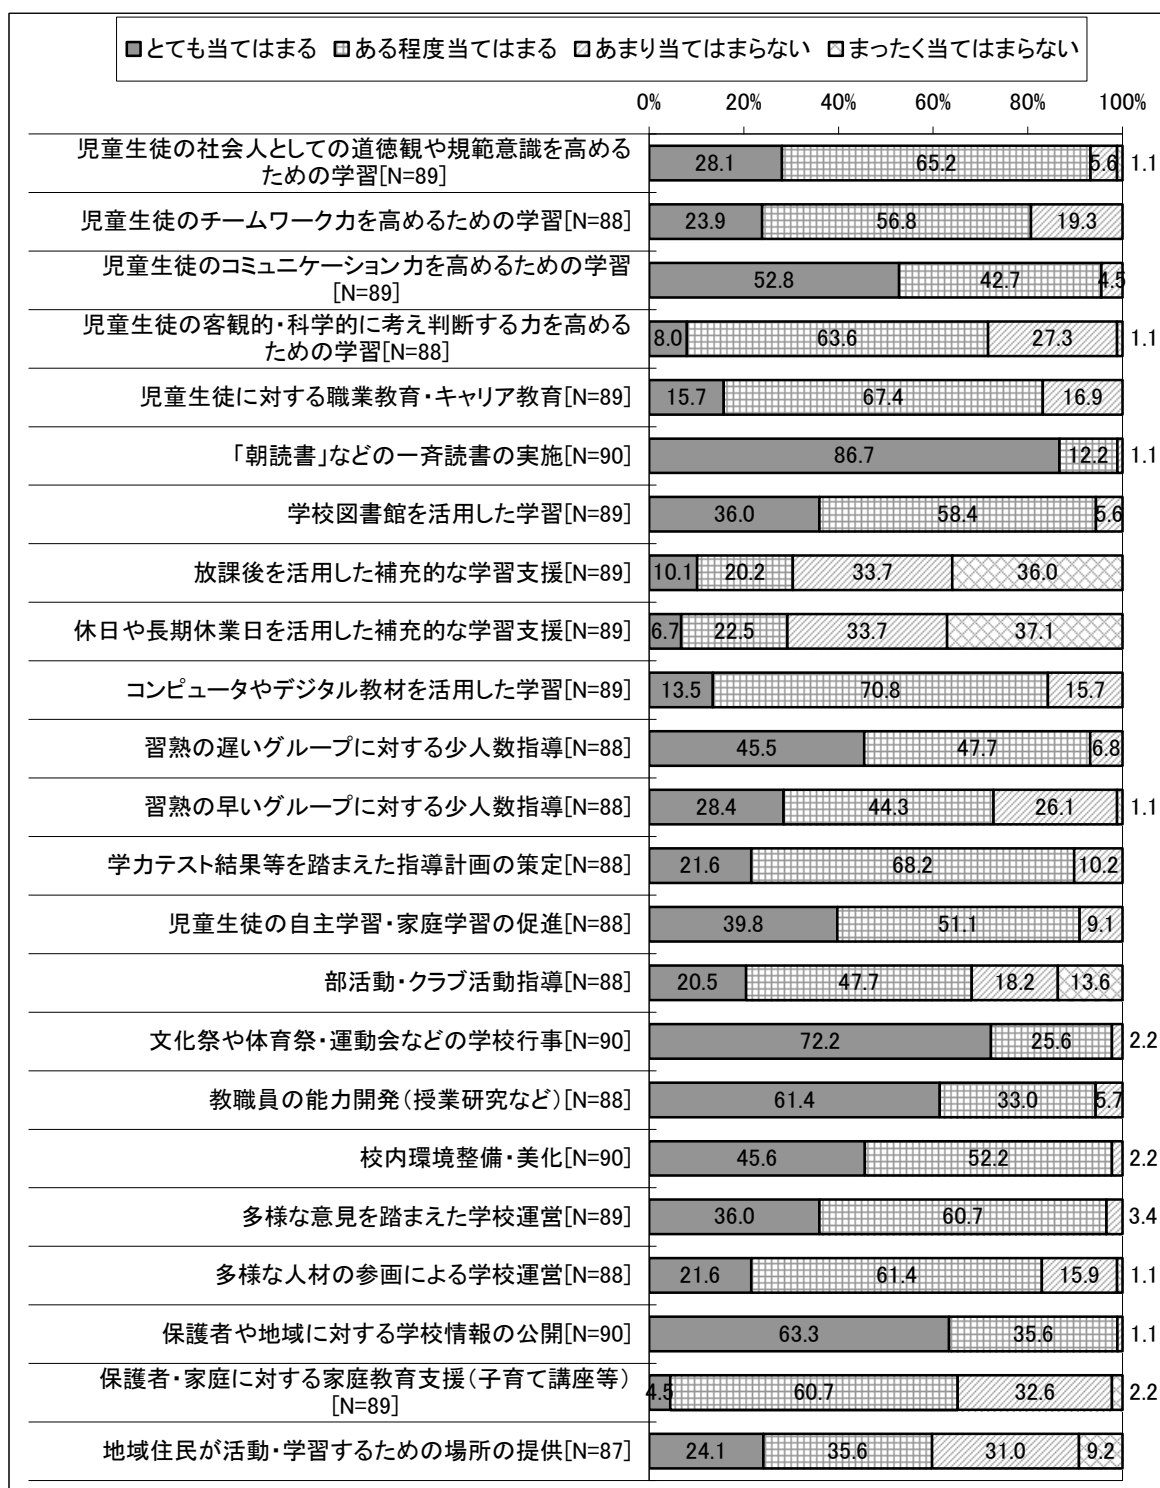 とても当てはまる ある程度当てはまる あまり当てはまらない まったく当てはまらない
0% 20% 40% 60% 80% 100%
児童生徒の社会人としての道徳観や規範意識を高める
ための学習[N=89]
28.1 65.2 5.6 1.1
児童生徒のチームワーク力を高めるための学習[N=88]
23.9 56.8 19.3
児童生徒のコミュニケーション力を高めるための学習
[N=89]
52.8 42.7 4.5
児童生徒の客観的・科学的に考え判断する力を高める
ための学習[N=88]
8.0 63.6 27.3 1.1
児童生徒に対する職業教育・キャリア教育[N=89]
15.7 67.4 16.9
「朝読書」などの一斉読書の実施[N=90]
86.7 12.2 1.1
学校図書館を活用した学習[N=89]
36.0 58.4 5.6
放課後を活用した補充的な学習支援[N=89]
10.1 20.2 33.7 36.0
休日や長期休業日を活用した補充的な学習支援[N=89]
6.7 22.5 33.7 37.1
コンピュータやデジタル教材を活用した学習[N=89]
13.5 70.8 15.7
習熟の遅いグループに対する少人数指導[N=88]
45.5 47.7 6.8
習熟の早いグループに対する少人数指導[N=88]
28.4 44.3 26.1 1.1
学力テスト結果等を踏まえた指導計画の策定[N=88]
21.6 68.2 10.2
児童生徒の自主学習・家庭学習の促進[N=88]
39.8 51.1 9.1
部活動・クラブ活動指導[N=88]
20.5 47.7 18.2 13.6
文化祭や体育祭・運動会などの学校行事[N=90]
72.2 25.6 2.2
教職員の能力開発（授業研究など）[N=88]
61.4 33.0 5.7
校内環境整備・美化[N=90]
45.6 52.2 2.2
多様な意見を踏まえた学校運営[N=89]
36.0 60.7 3.4
多様な人材の参画による学校運営[N=88]
21.6 61.4 15.9 1.1
保護者や地域に対する学校情報の公開[N=90]
63.3 35.6 1.1
保護者・家庭に対する家庭教育支援（子育て講座等）
[N=89]
4.5 60.7 32.6 2.2
地域住民が活動・学習するための場所の提供[N=87]
24.1 35.6 31.0 9.2